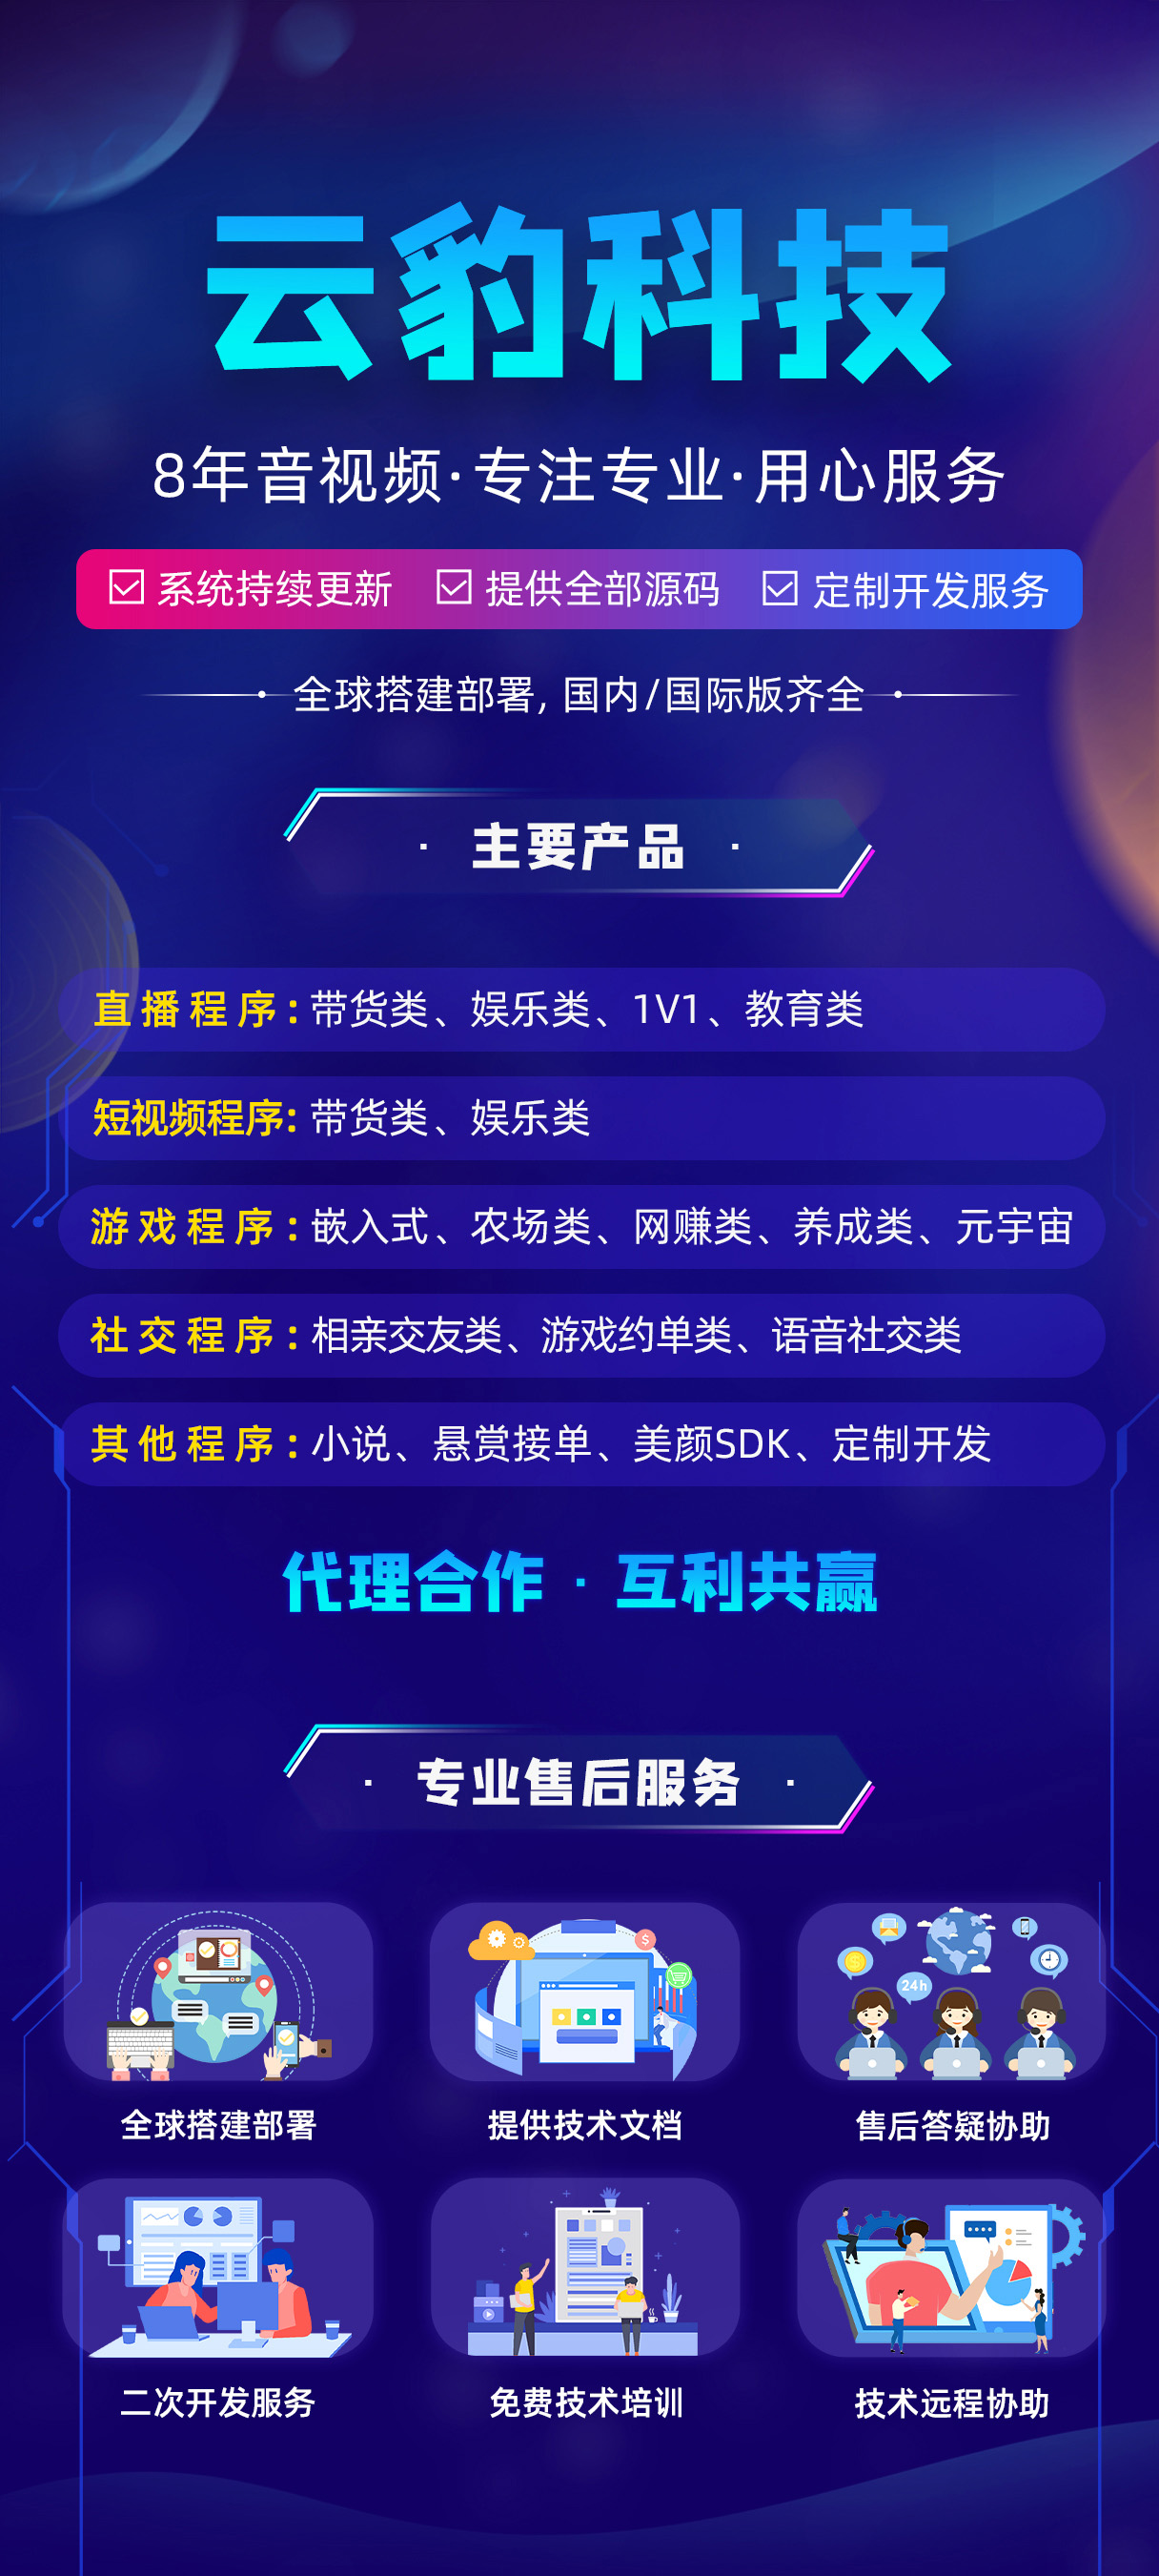 云豹科技
8年音视频·专注专业·用心服务
系统持续更新 提供全部源码 定制开发服务
全球搭建部署, 国内/国际版齐全
· 主要产品 ·
直播程序:带货类、娱乐类、1V1、教育类
短视频程序:带货类、娱乐类
游戏程序:嵌入式、农场类、网赚类、养成类、元宇宙
社交程序:相亲交友类、游戏约单类、语音社交类
其他程序:小说、悬赏接单、美颜SDK、定制开发
代理合作 · 互利共赢
· 专业售后服务 ·
24h
全球搭建部署 提供技术文档 售后答疑协助
二次开发服务 免费技术培训 技术远程协助